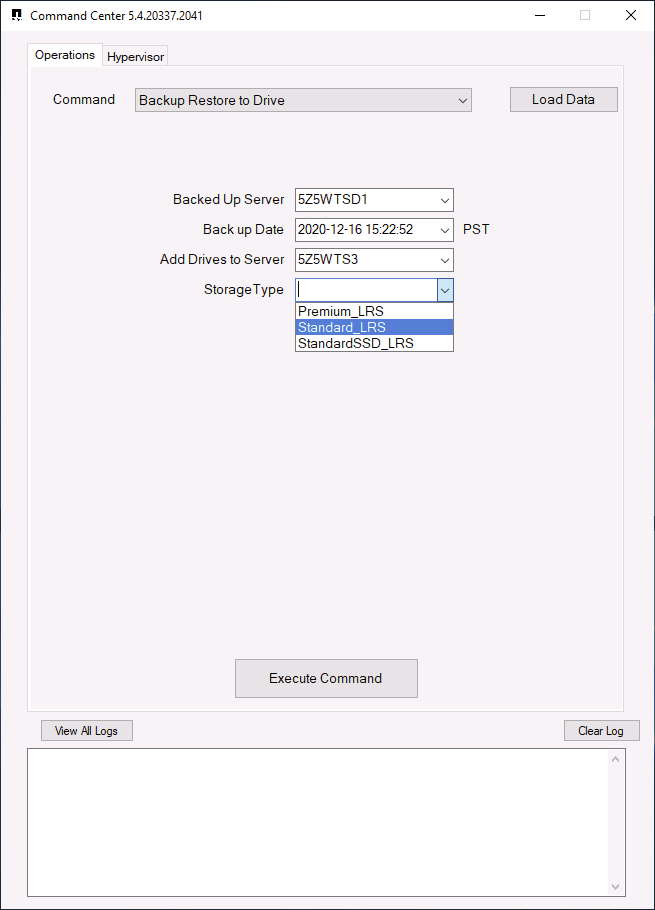 Command Center 5.4.20337.2041
Operations Hypervisor
Command Backup Restore to Drive Load Data
Backed Up Server 5Z5WTSD1
Back up Date 2020-12-16 15:22:52 PST
Add Drives to Server 5Z5WTS3
StorageType
Premium_LRS
Standard_LRS
StandardSSD_LRS
Execute Command
View All Logs Clear Log